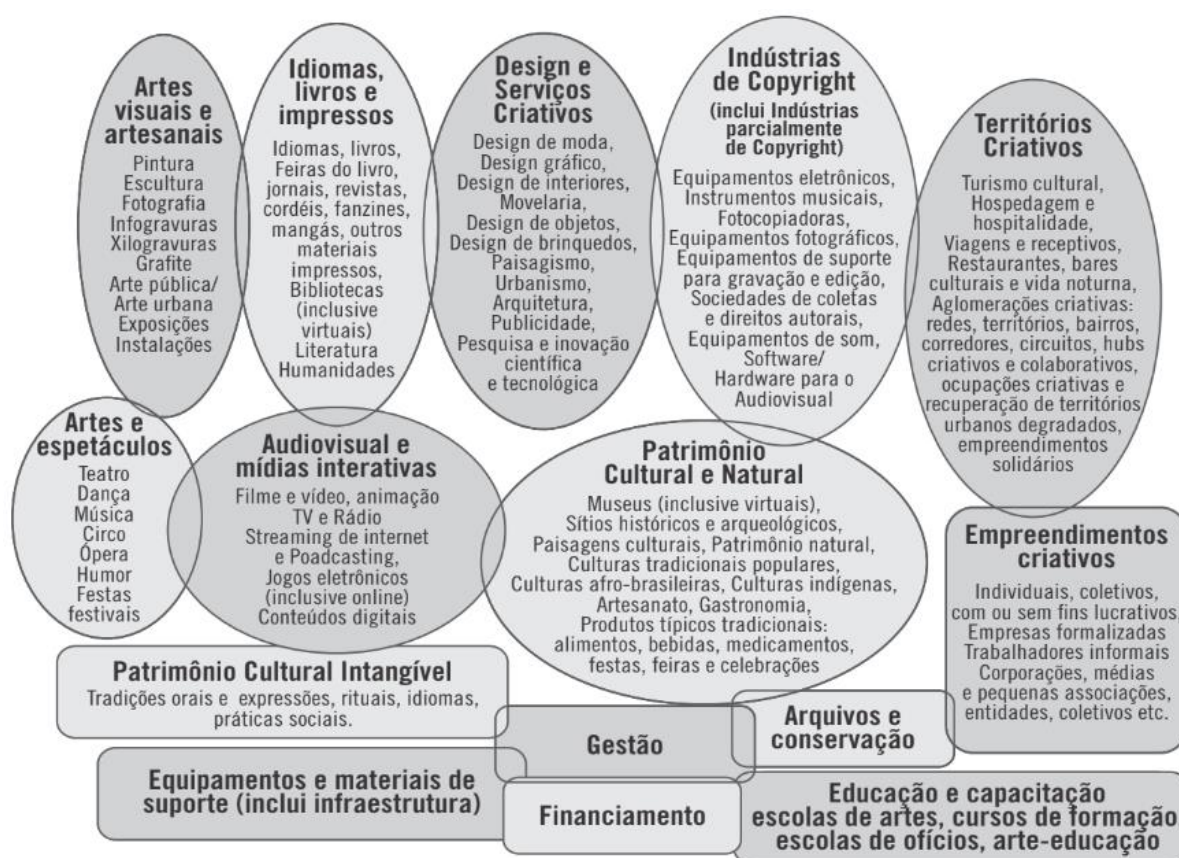 Artes
visuais e
artesanais
Pintura
Escultura
Fotografia
Infogravuras
Xilogravuras
Grafite
Arte pública/
Arte urbana
Exposições
Instalações
Idiomas,
livros e
impressos
Idiomas, livros,
Feiras do livro,
jornais, revistas,
cordéis, fanzines,
mangás, outros
materiais
impressos,
Bibliotecas
(inclusive
virtuais)
Literatura
Humanidades
Design e
Serviços
Criativos
Design de moda,
Design gráfico,
Design de interiores,
Movelaria,
Design de objetos,
Design de brinquedos,
Paisagismo,
Urbanismo,
Arquitetura,
Publicidade,
Pesquisa e inovação
científica
e tecnológica
Indústrias
de Copyright
(inclui Indústrias
parcialmente
de Copyright)
Equipamentos eletrônicos,
Instrumentos musicais,
Fotocopiadoras,
Equipamentos fotográficos,
Equipamentos de suporte
para gravação e edição,
Sociedades de coletas
e direitos autorais,
Equipamentos de som,
Software/
Hardware para o
Audiovisual
Territórios
Criativos
Turismo cultural,
Hospedagem e
hospitalidade,
Viagens e receptivos,
Restaurantes, bares
culturais e vida noturna,
Aglomerações criativas:
redes, territórios, bairros,
corredores, circuitos, hubs
criativos e colaborativos,
ocupações criativas e
recuperação de territórios
urbanos degradados,
empreendimentos
solidários
Artes e
espetáculos
Teatro
Dança
Música
Circo
Ópera
Humor
Festas
festivais
Audiovisual e
mídias interativas
Filme e vídeo, animação
TV e Rádio
Streaming de internet
e Poadcasting,
Jogos eletrônicos
(inclusive online)
Conteúdos digitais
Patrimônio
Cultural e Natural
Museus (inclusive virtuais),
Sítios históricos e arqueológicos,
Paisagens culturais, Patrimônio natural,
Culturas tradicionais populares,
Culturas afro-brasileiras, Culturas indígenas,
Artesanato, Gastronomia,
Produtos típicos tradicionais:
alimentos, bebidas, medicamentos,
festas, feiras e celebrações
Empreendimentos
criativos
Individuais, coletivos,
com ou sem fins lucrativos,
Empresas formalizadas
Trabalhadores informais
Corporações, médias
e pequenas associações,
entidades, coletivos etc.
Patrimônio Cultural Intangível
Tradições orais e expressões, rituais, idiomas,
práticas sociais.
Gestão
Arquivos e
conservação
Equipamentos e materiais de
suporte (inclui infraestrutura)
Financiamento
Educação e capacitação
escolas de artes, cursos de formação
escolas de ofícios, arte-educação